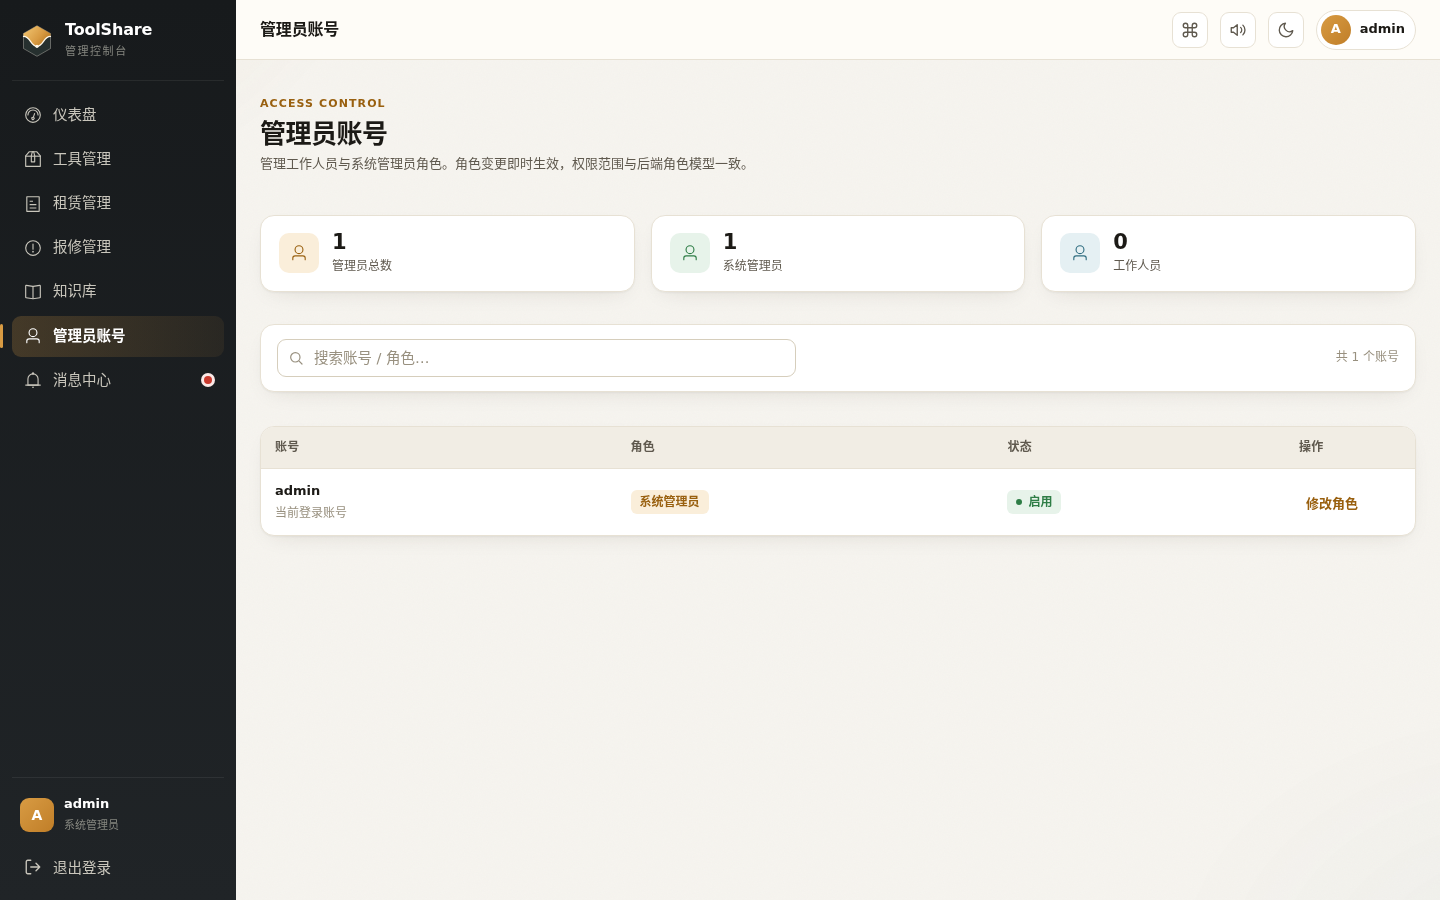 ToolShare
管理控制台
仪表盘
工具管理
租赁管理
报修管理
知识库
管理员账号
消息中心
A
admin
系统管理员
退出登录
管理员账号
A
admin
ACCESS CONTROL
管理员账号
管理工作人员与系统管理员角色。角色变更即时生效，权限范围与后端角色模型一致。
1
管理员总数
1
系统管理员
0
工作人员
搜索账号 / 角色...
共 1 个账号
账号
角色
状态
操作
admin
当前登录账号
系统管理员
启用
修改角色